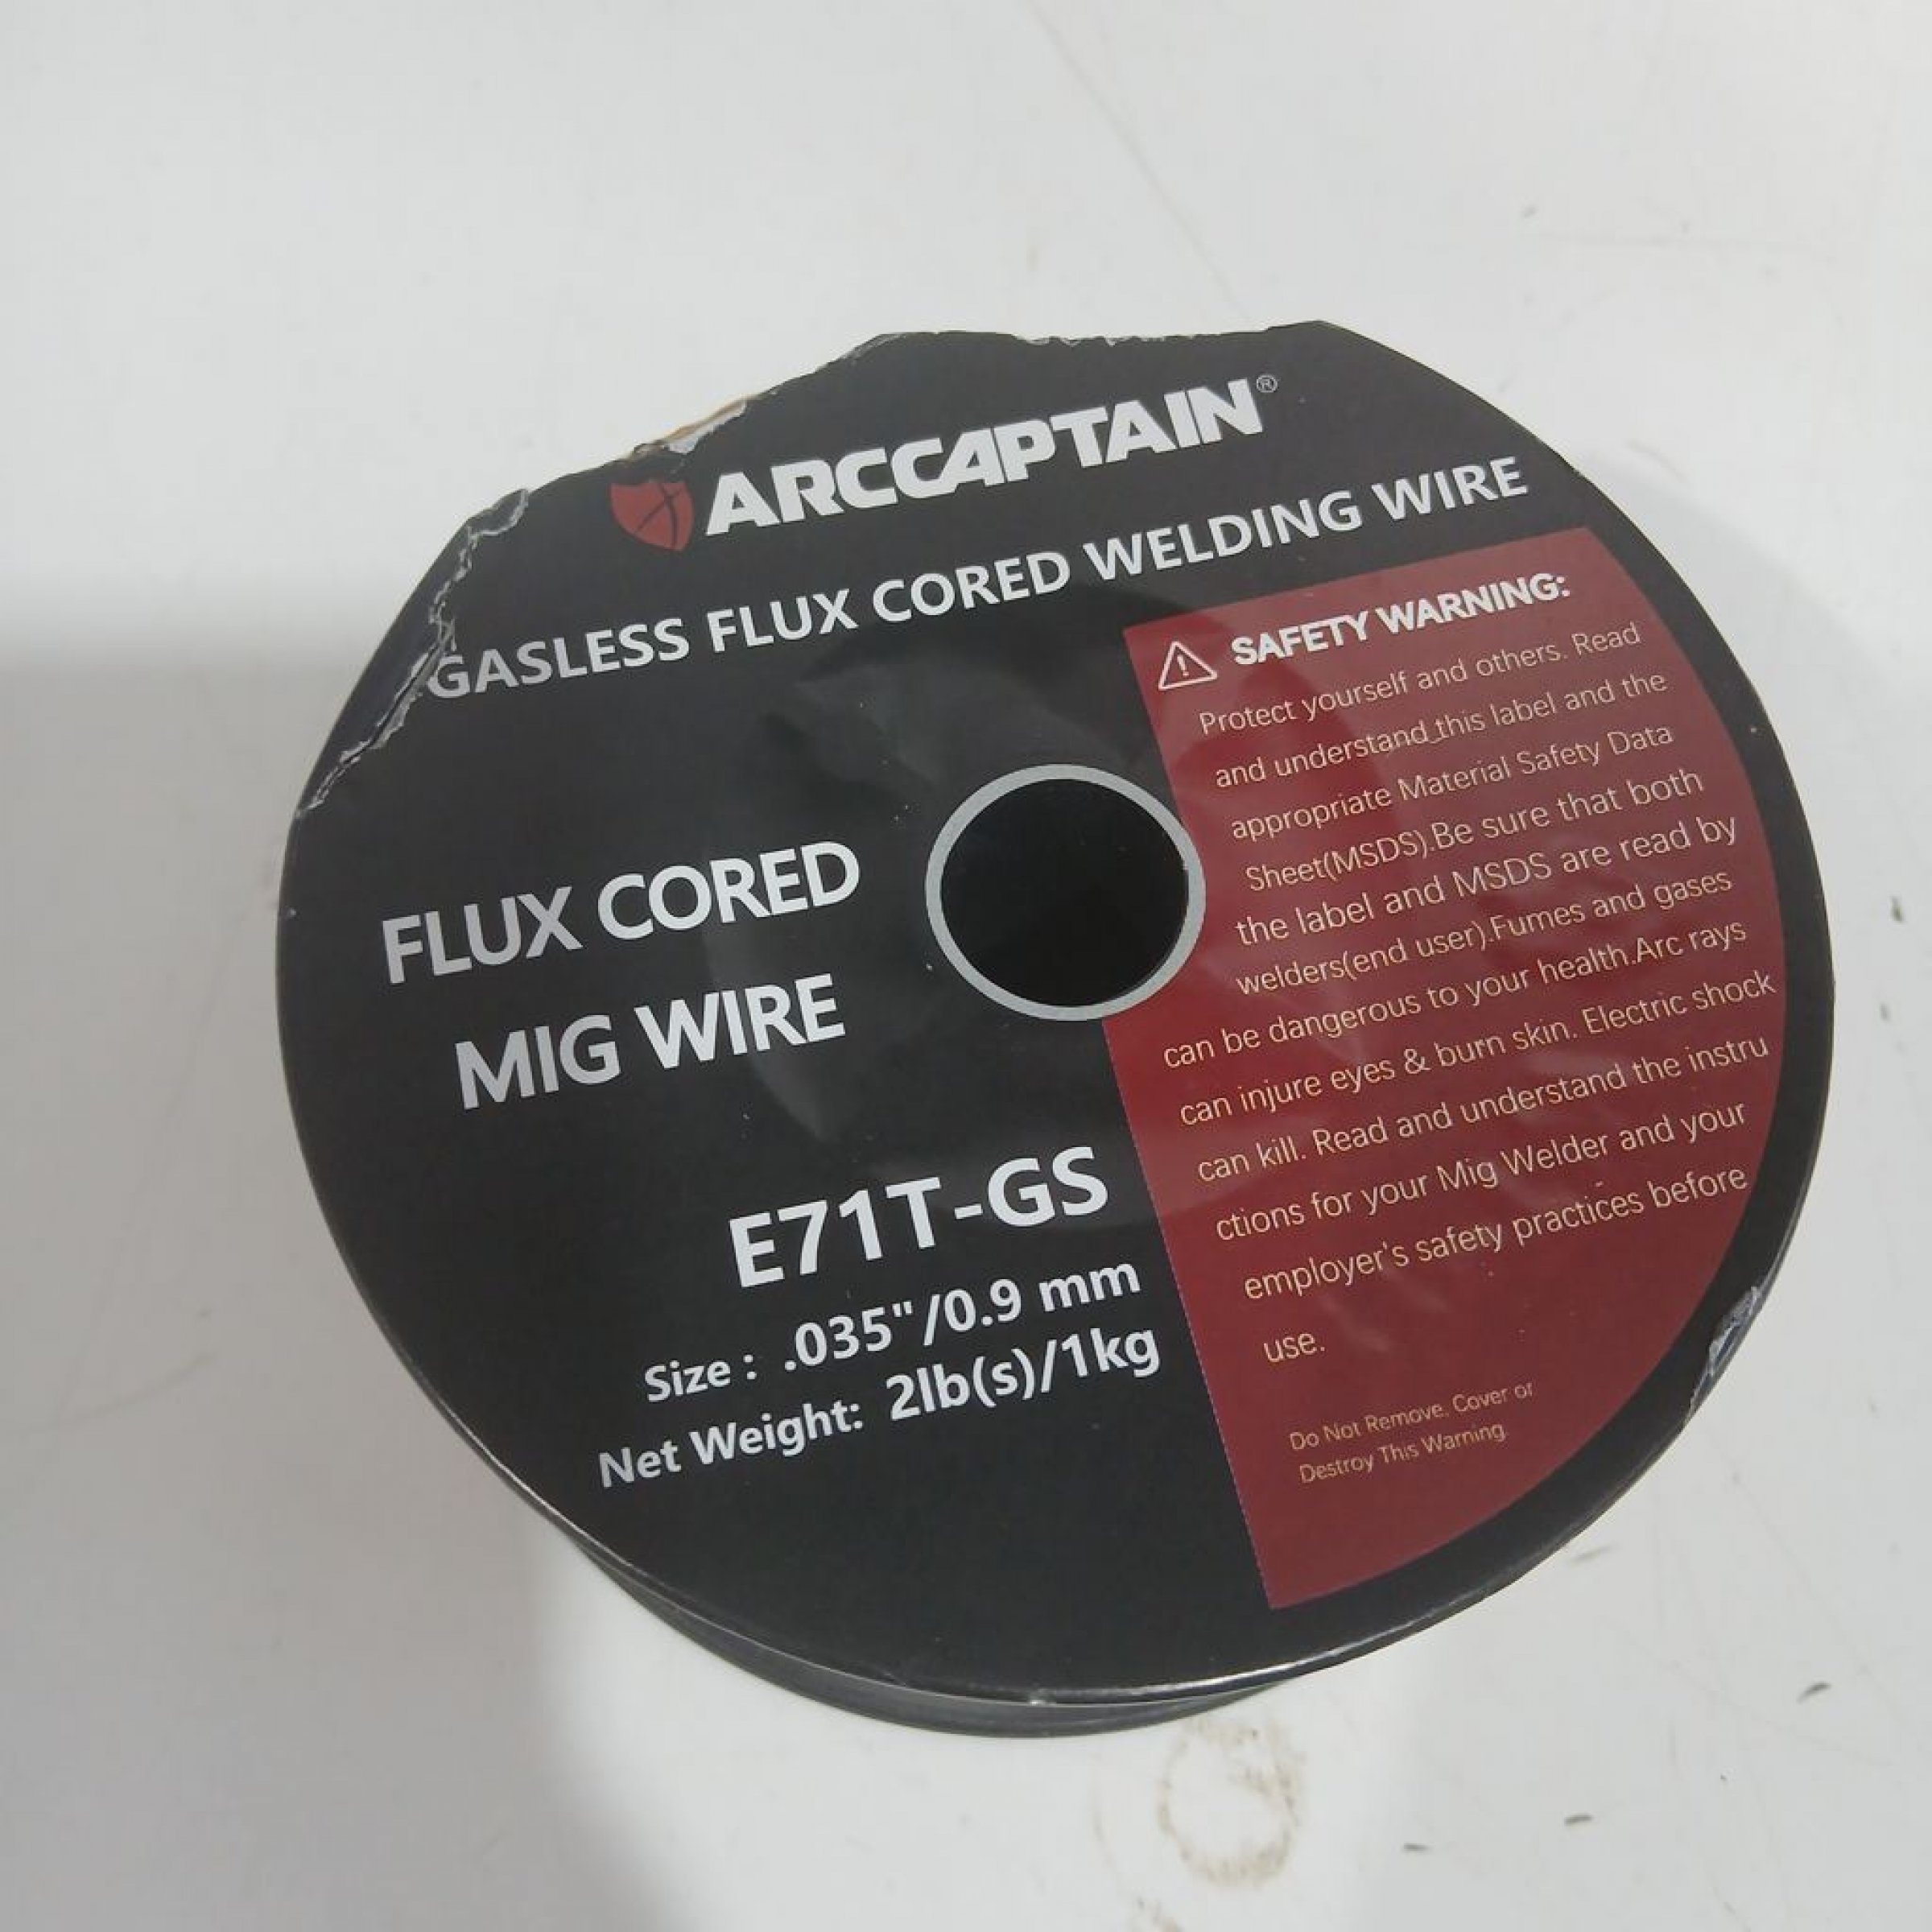 ARCCAPTAIN®
GASLESS FLUX CORED WELDING WIRE
FLUX CORED
MIG WIRE
E71T-GS
Size : .035"/0.9 mm
Net Weight: 2lb(s)/1kg
SAFETY WARNING:
Protect yourself and others. Read
and understand this label and the
appropriate Material Safety Data
Sheet(MSDS).Be sure that both
the label and MSDS are read by
welders(end user).Fumes and gases
can be dangerous to your health.Arc rays
can injure eyes & burn skin. Electric shock
can kill. Read and understand the instru
ctions for your Mig Welder and your
employer's safety practices before
use.
Do Not Remove, Cover or
Destroy This Warning.